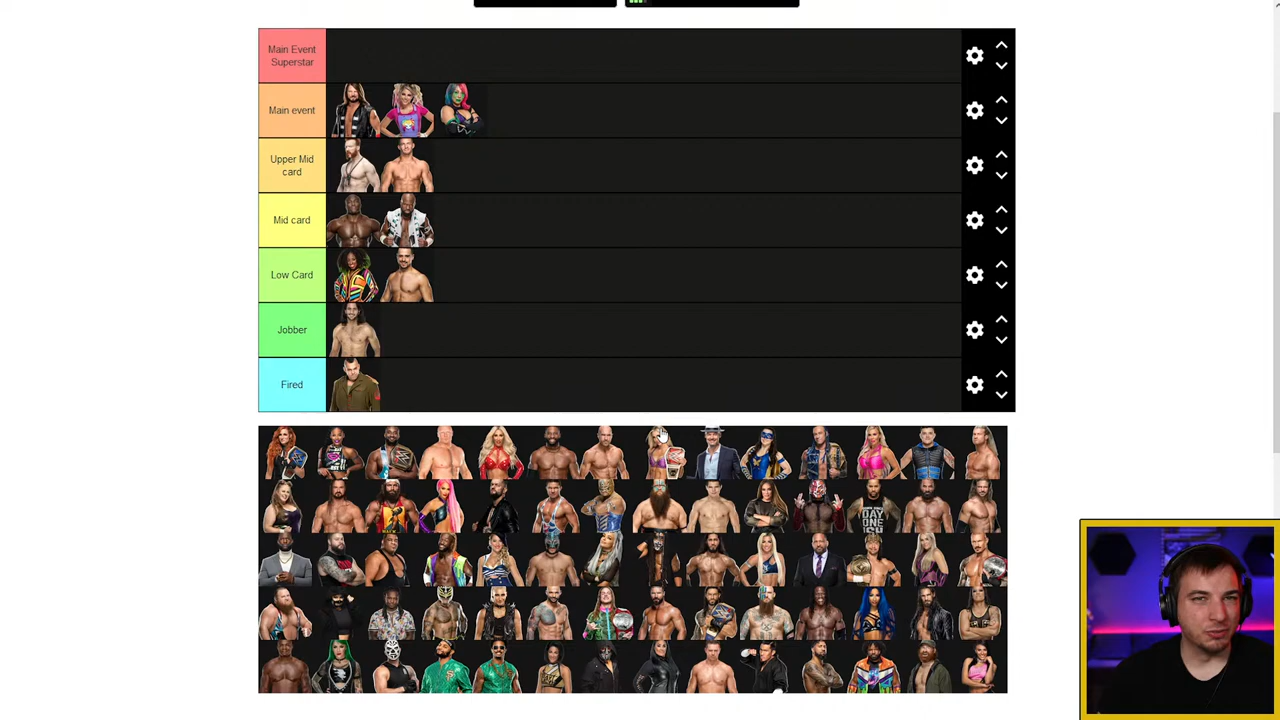 Main Event
Superstar
Main event
Upper Mid
card
Mid card
Low Card
Jobber
Fired